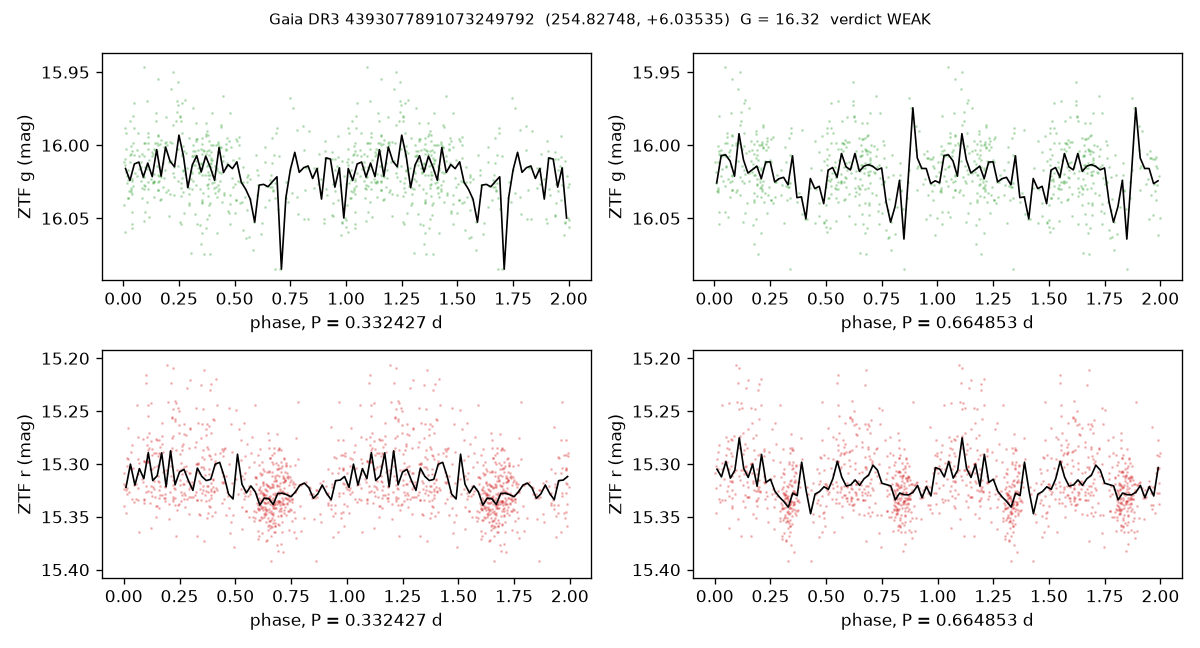 Gaia DR3 4393077891073249792 (254.82748, +6.03535) G = 16.32 verdict WEAK
ZTF g (mag)
15.95
16.00
16.05
0.00 0.25 0.50 0.75 1.00 1.25 1.50 1.75 2.00
phase, P = 0.332427 d
ZTF g (mag)
15.95
16.00
16.05
0.00 0.25 0.50 0.75 1.00 1.25 1.50 1.75 2.00
phase, P = 0.664853 d
ZTF r (mag)
15.20
15.25
15.30
15.35
15.40
0.00 0.25 0.50 0.75 1.00 1.25 1.50 1.75 2.00
phase, P = 0.332427 d
ZTF r (mag)
15.20
15.25
15.30
15.35
15.40
0.00 0.25 0.50 0.75 1.00 1.25 1.50 1.75 2.00
phase, P = 0.664853 d